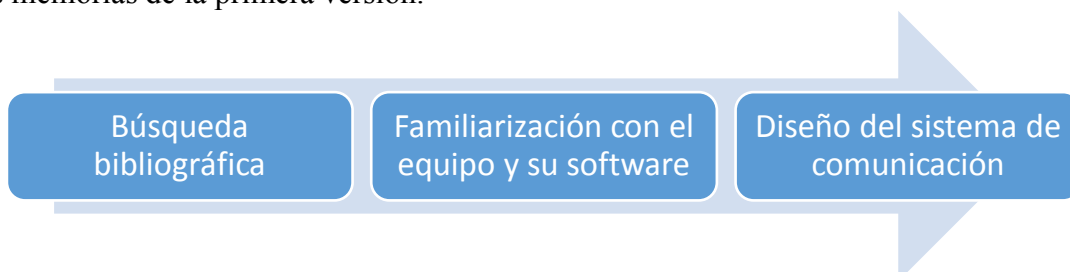 memorias de la primera versión.
Búsqueda
bibliográfica
Familiarización con el
equipo y su software
Diseño del sistema de
comunicación